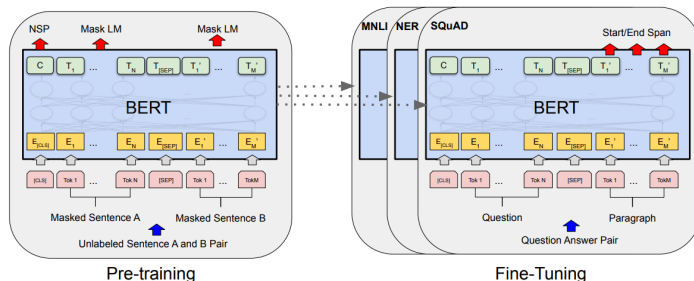 NSP Mask LM Mask LM
C T1 ... TN T[SEP] T1' ... TM'
BERT
E[CLS] E1 ... EN E[SEP] E1' ... EM'
[CLS] Tok 1 ... Tok N [SEP] Tok 1 ... TokM
Masked Sentence A Masked Sentence B
Unlabeled Sentence A and B Pair
Pre-training
MNLI NER SQuAD
Start/End Span
C T1 ... TN T[SEP] T1' ... TM'
BERT
E[CLS] E1 ... EN E[SEP] E1' ... EM'
[CLS] Tok 1 ... Tok N [SEP] Tok 1 ... TokM
Question Paragraph
Question Answer Pair
Fine-Tuning